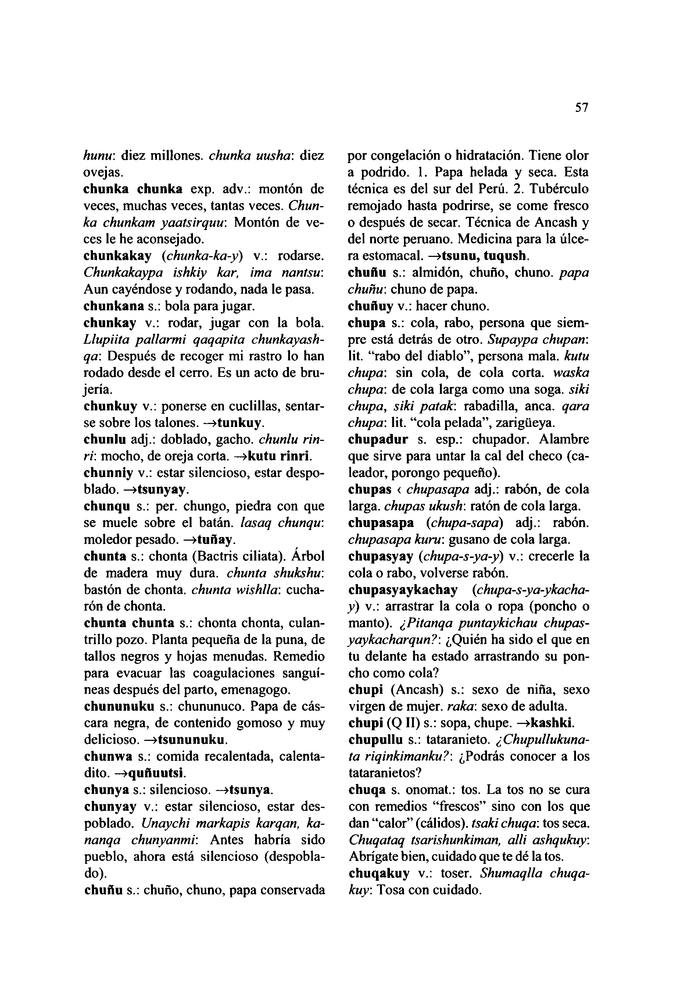 57
hunu: diez millones. chunka uusha: diez
ovejas.
chunka chunka exp. adv.: montón de
veces, muchas veces, tantas veces. Chun-
ka chunkam yaatsirquu: Montón de ve-
ces le he aconsejado.
chunkakay (chunka-ka-y) v.: rodarse.
Chunkakaypa ishkiy kar, ima nantsu:
Aun cayéndose y rodando, nada le pasa.
chunkana s.: bola para jugar.
chunkay v.: rodar, jugar con la bola.
Llupiita pallarmi qaqapita chunkayash-
qa: Después de recoger mi rastro lo han
rodado desde el cerro. Es un acto de bru-
jería.
chunkuy v.: ponerse en cuclillas, sentar-
se sobre los talones. →tunkuy.
chunlu adj.: doblado, gacho. chunlu rin-
ri: mocho, de oreja corta. →kutu rinri.
chunniy v.: estar silencioso, estar despo-
blado. →tsunyay.
chunqu s.: per. chungo, piedra con que
se muele sobre el batán. lasaq chunqu:
moledor pesado. →tuñay.
chunta s.: chonta (Bactris ciliata). Árbol
de madera muy dura. chunta shukshu:
bastón de chonta. chunta wishlla: cucha-
rón de chonta.
chunta chunta s.: chonta chonta, culan-
trillo pozo. Planta pequeña de la puna, de
tallos negros y hojas menudas. Remedio
para evacuar las coagulaciones sanguí-
neas después del parto, emenagogo.
chununuku s.: chununuco. Papa de cás-
cara negra, de contenido gomoso y muy
delicioso. →tsununuku.
chunwa s.: comida recalentada, calenta-
dito. →quñuutsi.
chunya s.: silencioso. →tsunya.
chunyay v.: estar silencioso, estar des-
poblado. Unaychi markapis karqan, ka-
nanqa chunyanmi: Antes habría sido
pueblo, ahora está silencioso (despobla-
do).
chuñu s.: chuño, chuno, papa conservada
por congelación o hidratación. Tiene olor
a podrido. 1. Papa helada y seca. Esta
técnica es del sur del Perú. 2. Tubérculo
remojado hasta podrirse, se come fresco
o después de secar. Técnica de Ancash y
del norte peruano. Medicina para la úlce-
ra estomacal. →tsunu, tuqush.
chuñu s.: almidón, chuño, chuno. papa
chuñu: chuno de papa.
chuñuy v.: hacer chuno.
chupa s.: cola, rabo, persona que siem-
pre está detrás de otro. Supaypa chupan:
lit. “rabo del diablo”, persona mala. kutu
chupa: sin cola, de cola corta. waska
chupa: de cola larga como una soga. siki
chupa, siki patak: rabadilla, anca. qara
chupa: lit. “cola pelada”, zarigüeya.
chupadur s. esp.: chupador. Alambre
que sirve para untar la cal del checo (ca-
leador, porongo pequeño).
chupas ‹ chupasapa adj.: rabón, de cola
larga. chupas ukush: ratón de cola larga.
chupasapa (chupa-sapa) adj.: rabón.
chupasapa kuru: gusano de cola larga.
chupasyay (chupa-s-ya-y) v.: crecerle la
cola o rabo, volverse rabón.
chupasyaykachay (chupa-s-ya-ykacha-
y) v.: arrastrar la cola o ropa (poncho o
manto). ¿Pitanqa puntaykichau chupas-
yaykacharqun?: ¿Quién ha sido el que en
tu delante ha estado arrastrando su pon-
cho como cola?
chupi (Ancash) s.: sexo de niña, sexo
virgen de mujer. raka: sexo de adulta.
chupi (Q II) s.: sopa, chupe. →kashki.
chupullu s.: tataranieto. ¿Chupullukuna-
ta riqinkimanku?: ¿Podrás conocer a los
tataranietos?
chuqa s. onomat.: tos. La tos no se cura
con remedios “frescos” sino con los que
dan “calor” (cálidos). tsaki chuqa: tos seca.
Chuqataq tsarishunkiman, alli ashqukuy:
Abrígate bien, cuidado que te dé la tos.
chuqakuy v.: toser. Shumaqlla chuqa-
kuy: Tosa con cuidado.